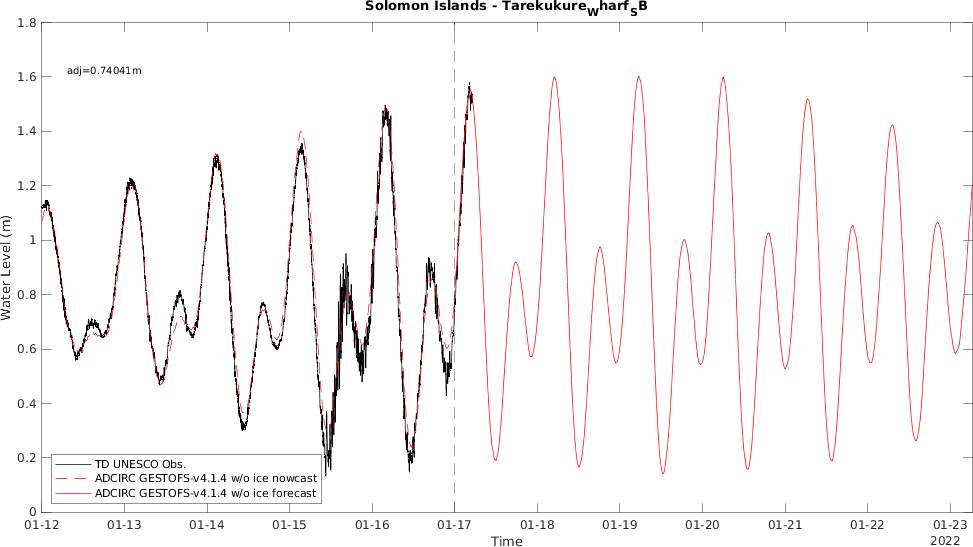 Solomon Islands - Tarekukure_Wharf_SB
adj=0.74041m
1.8
1.6
1.4
1.2
1
0.8
0.6
0.4
0.2
0
Water Level (m)
TD UNESCO Obs.
ADCIRC GESTOFS-v4.1.4 w/o ice nowcast
ADCIRC GESTOFS-v4.1.4 w/o ice forecast
01-12 01-13 01-14 01-15 01-16 01-17 01-18 01-19 01-20 01-21 01-22 01-23
Time
2022